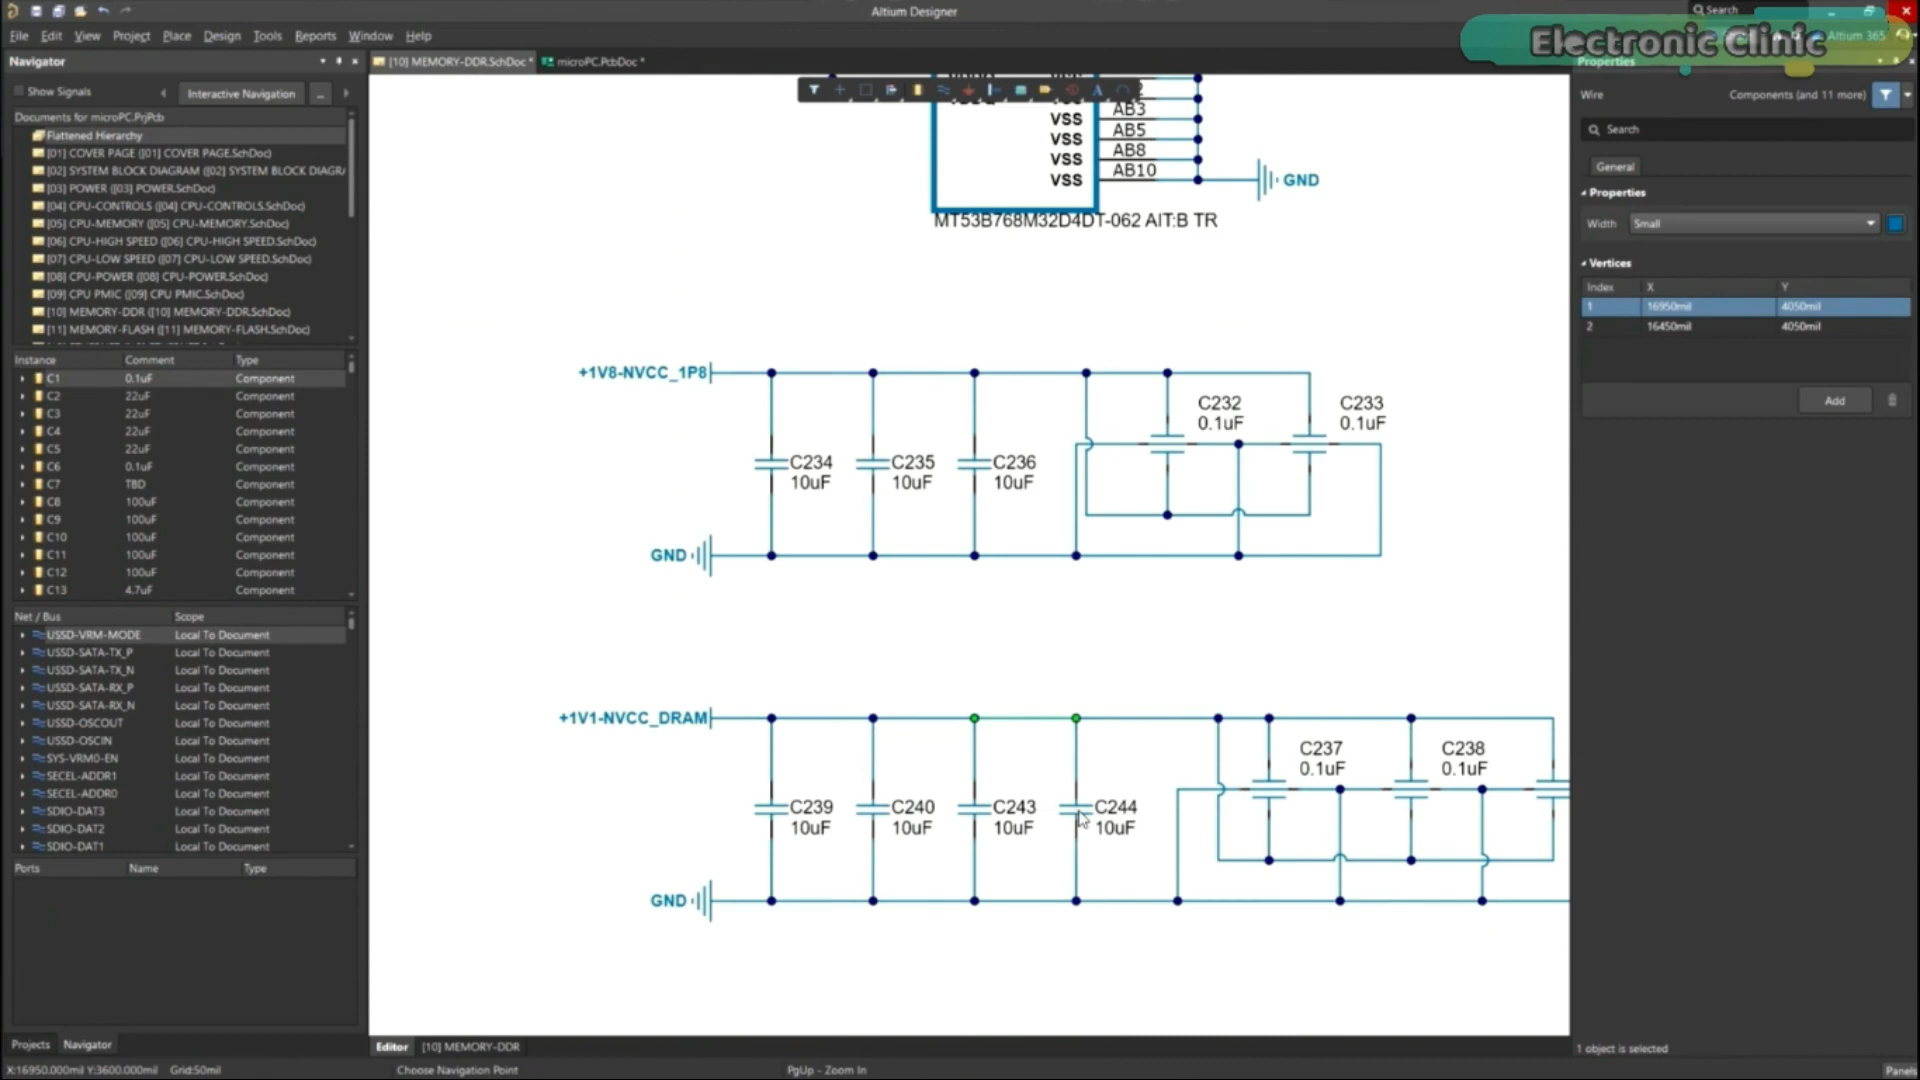 Altium Designer
Search
File Edit View Project Place Design Tools Reports Window Help
Altium 365
Electronic Clinic
Navigator
[10] MEMORY-DDR.SchDoc *
microPC.PcbDoc *
Properties
Show Signals
Interactive Navigation
...
Documents for microPC.PrjPcb
Flattened Hierarchy
[01] COVER PAGE ([01] COVER PAGE.SchDoc)
[02] SYSTEM BLOCK DIAGRAM ([02] SYSTEM BLOCK DIAGRA
[03] POWER ([03] POWER.SchDoc)
[04] CPU-CONTROLS ([04] CPU-CONTROLS.SchDoc)
[05] CPU-MEMORY ([05] CPU-MEMORY.SchDoc)
[06] CPU-HIGH SPEED ([06] CPU-HIGH SPEED.SchDoc)
[07] CPU-LOW SPEED ([07] CPU-LOW SPEED.SchDoc)
[08] CPU-POWER ([08] CPU-POWER.SchDoc)
[09] CPU PMIC ([09] CPU PMIC.SchDoc)
[10] MEMORY-DDR ([10] MEMORY-DDR.SchDoc)
[11] MEMORY-FLASH ([11] MEMORY-FLASH.SchDoc)
Instance Comment Type
C1 0.1uF Component
C2 22uF Component
C3 22uF Component
C4 22uF Component
C5 22uF Component
C6 0.1uF Component
C7 TBD Component
C8 100uF Component
C9 100uF Component
C10 100uF Component
C11 100uF Component
C12 100uF Component
C13 4.7uF Component
Net / Bus Scope
USSD-VRM-MODE Local To Document
USSD-SATA-TX_P Local To Document
USSD-SATA-TX_N Local To Document
USSD-SATA-RX_P Local To Document
USSD-SATA-RX_N Local To Document
USSD-OSCOUT Local To Document
USSD-OSCIN Local To Document
SYS-VRM0-EN Local To Document
SECEL-ADDR1 Local To Document
SECEL-ADDR0 Local To Document
SDIO-DAT3 Local To Document
SDIO-DAT2 Local To Document
SDIO-DAT1 Local To Document
Ports Name Type
Projects Navigator
VSS AB3
VSS AB5
VSS AB8
VSS AB10
GND
MT53B768M32D4DT-062 AIT:B TR
+1V8-NVCC_1P8
C232
0.1uF
C233
0.1uF
C234
10uF
C235
10uF
C236
10uF
GND
+1V1-NVCC_DRAM
C237
0.1uF
C238
0.1uF
C239
10uF
C240
10uF
C243
10uF
C244
10uF
GND
Editor [10] MEMORY-DDR
Wire
Components (and 11 more)
Search
General
Properties
Width Small
Vertices
Index X Y
1 16950mil 4050mil
2 16450mil 4050mil
Add
1 object is selected
X:16950.000mil Y:3600.000mil Grid:50mil
Choose Navigation Point
PgUp - Zoom In
Panels